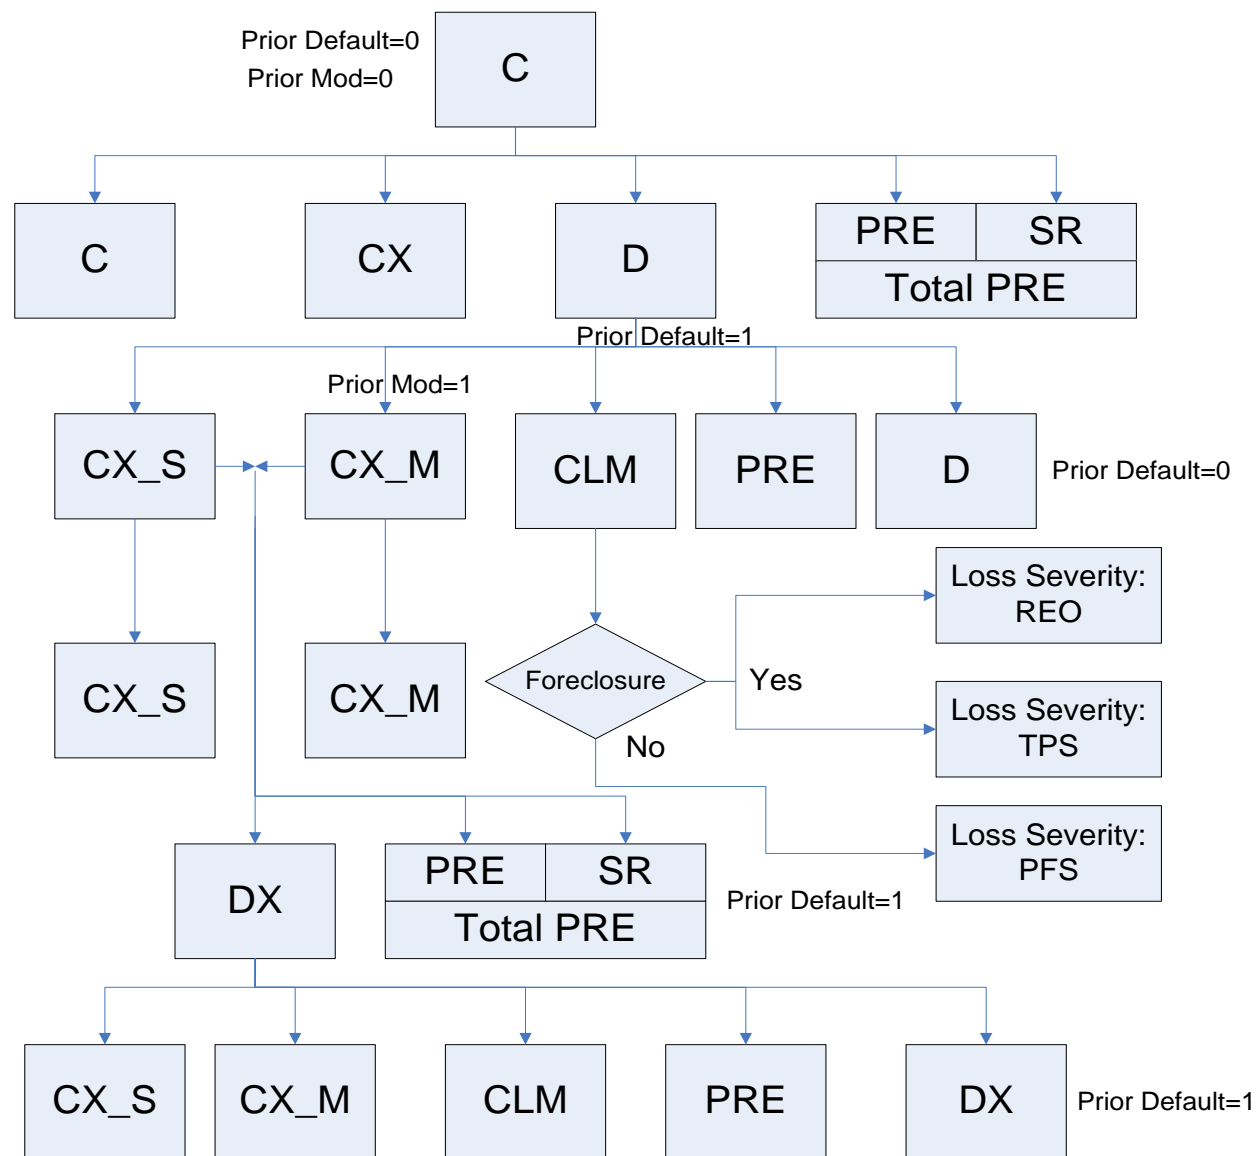 Prior Default=0
Prior Mod=0
C
C
CX
D
PRE
SR
Total PRE
Prior Default=1
Prior Mod=1
CX_S
CX_M
CLM
PRE
D
Prior Default=0
Loss Severity:
REO
CX_S
CX_M
Foreclosure
Yes
Loss Severity:
TPS
No
Loss Severity:
PFS
DX
PRE
SR
Total PRE
Prior Default=1
CX_S
CX_M
CLM
PRE
DX
Prior Default=1